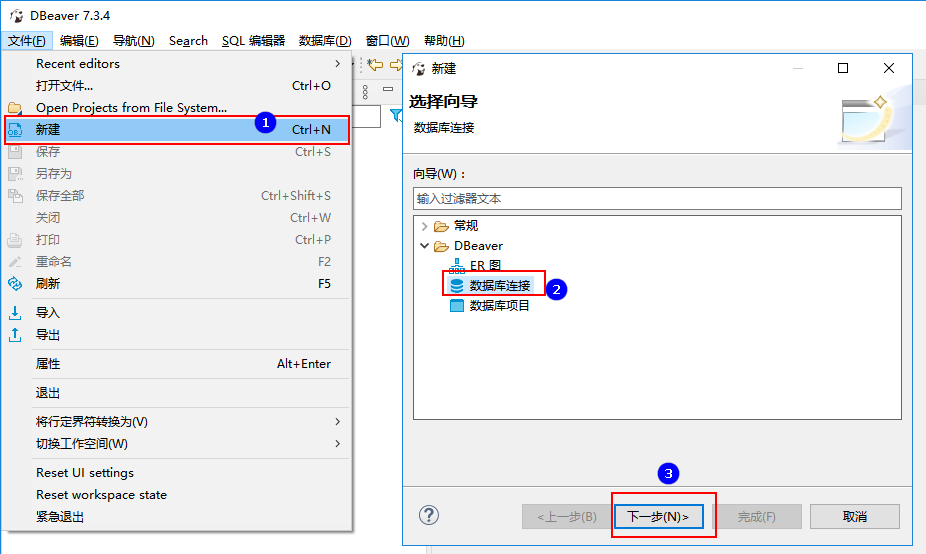 DBeaver 7.3.4
文件(F) 编辑(E) 导航(N) Search SQL 编辑器 数据库(D) 窗口(W) 帮助(H)
Recent editors
打开文件... Ctrl+O
Open Projects from File System...
新建 Ctrl+N
1
保存 Ctrl+S
另存为
保存全部 Ctrl+Shift+S
关闭 Ctrl+W
打印 Ctrl+P
重命名 F2
刷新 F5
导入
导出
属性 Alt+Enter
退出
将行定界符转换为(V)
切换工作空间(W)
Reset UI settings
Reset workspace state
紧急退出
新建
选择向导
数据库连接
向导(W)：
输入过滤器文本
常规
DBeaver
ER 图
数据库连接
2
数据库项目
3
?
<上一步(B) 下一步(N)> 完成(F) 取消